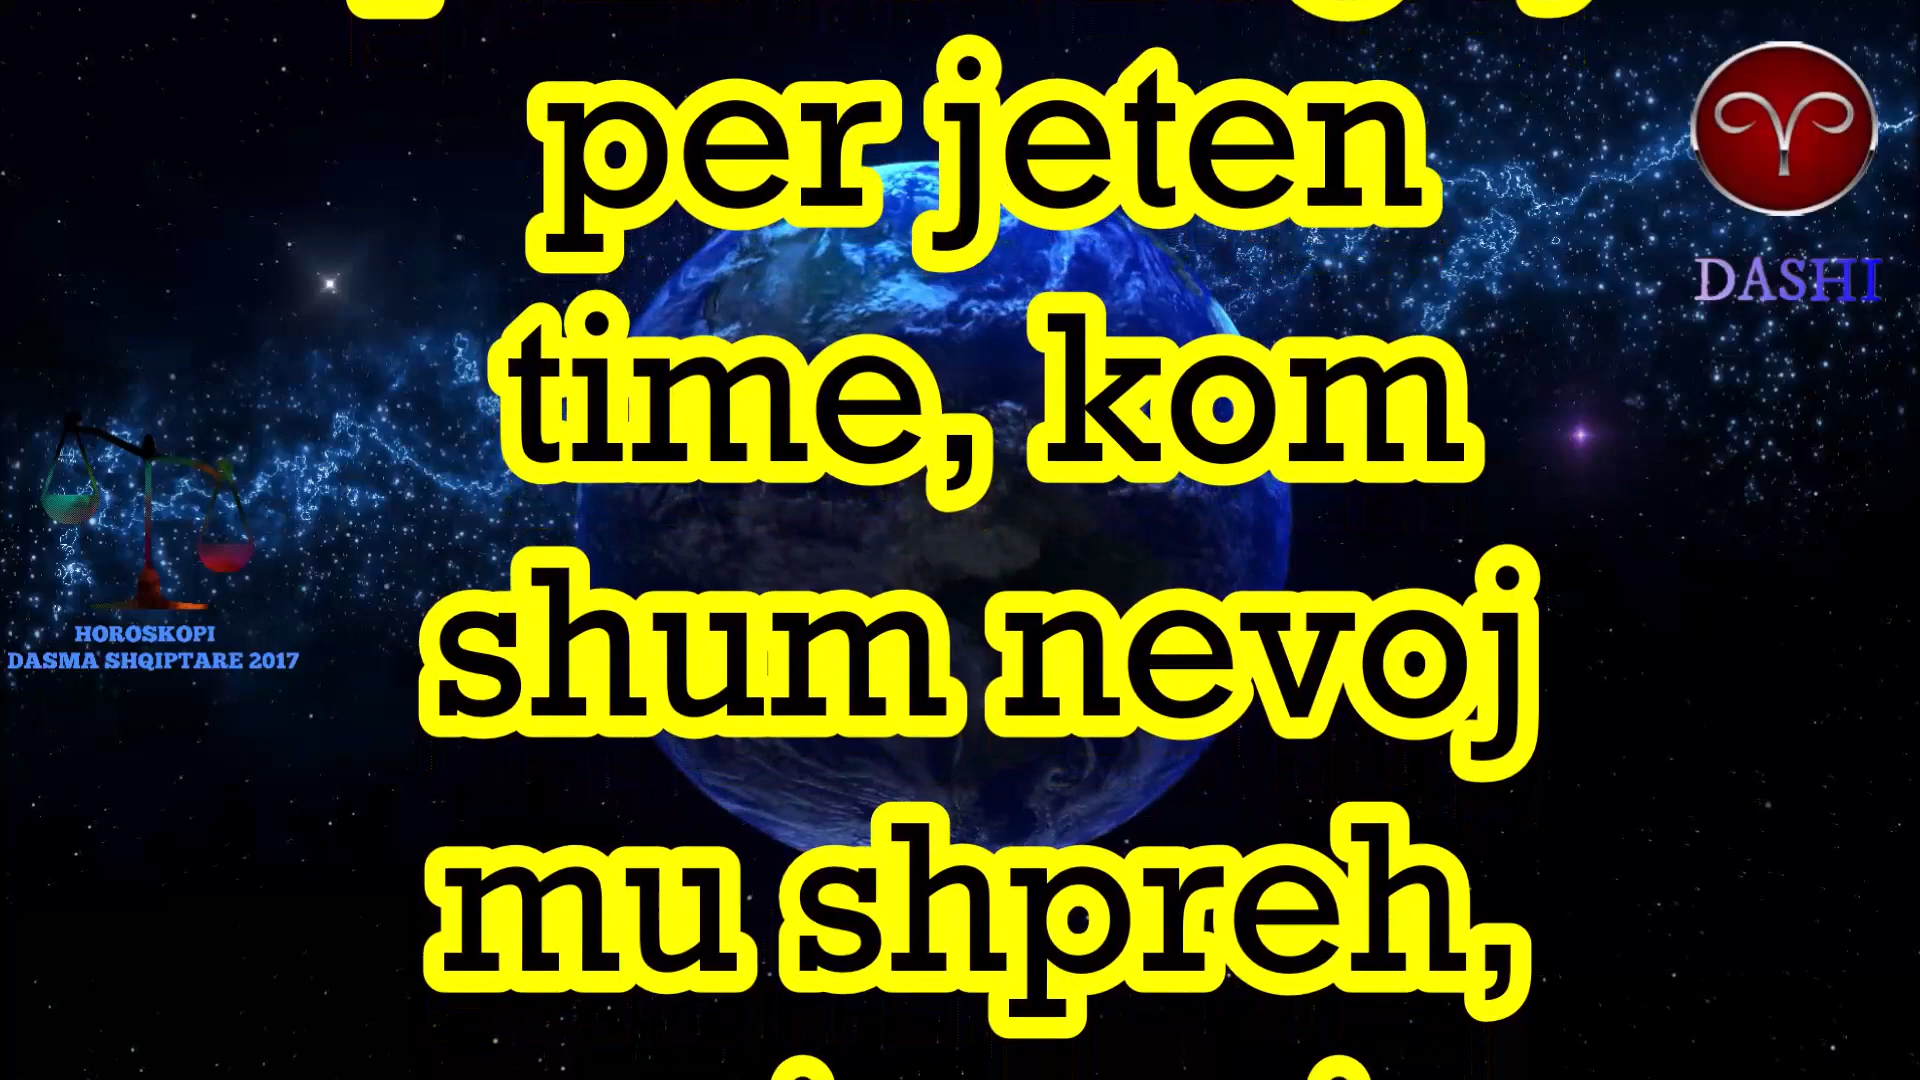 per jeten
time, kom
shum nevoj
mu shpreh,
DASHI
HOROSKOPI
DASMA SHQIPTARE 2017